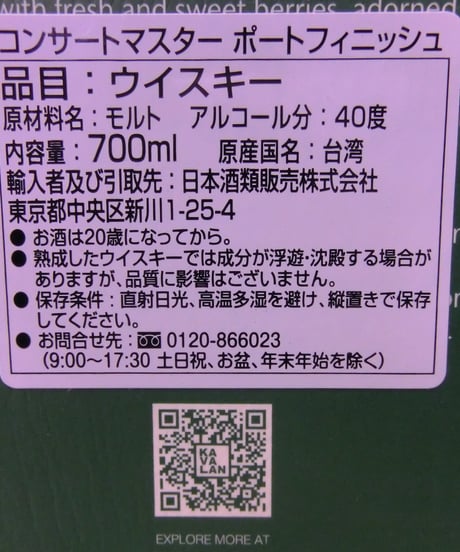 with fresh and sweet berries, adorned
コンサートマスター ポートフィニッシュ
品目：ウイスキー
原材料名：モルト アルコール分：40度
内容量：700ml 原産国名：台湾
輸入者及び引取先：日本酒類販売株式会社
東京都中央区新川1-25-4
● お酒は20歳になってから。
● 熟成したウイスキーでは成分が浮遊・沈殿する場合が
ありますが、品質に影響はございません。
● 保存条件：直射日光、高温多湿を避け、縦置きで保存
してください。
● お問合せ先：0120-866023
(9:00～17:30 土日祝、お盆、年末年始を除く)
KA
VA
LAN
EXPLORE MORE AT